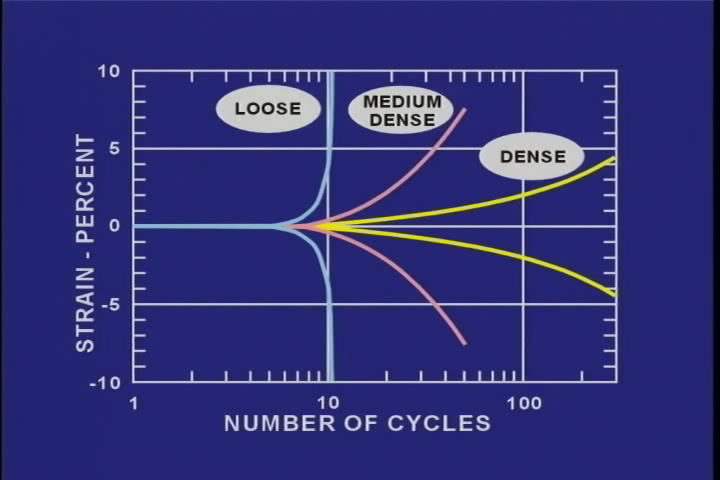 10
LOOSE
MEDIUM
DENSE
5
DENSE
0
-5
-10
STRAIN - PERCENT
1
10
100
NUMBER OF CYCLES